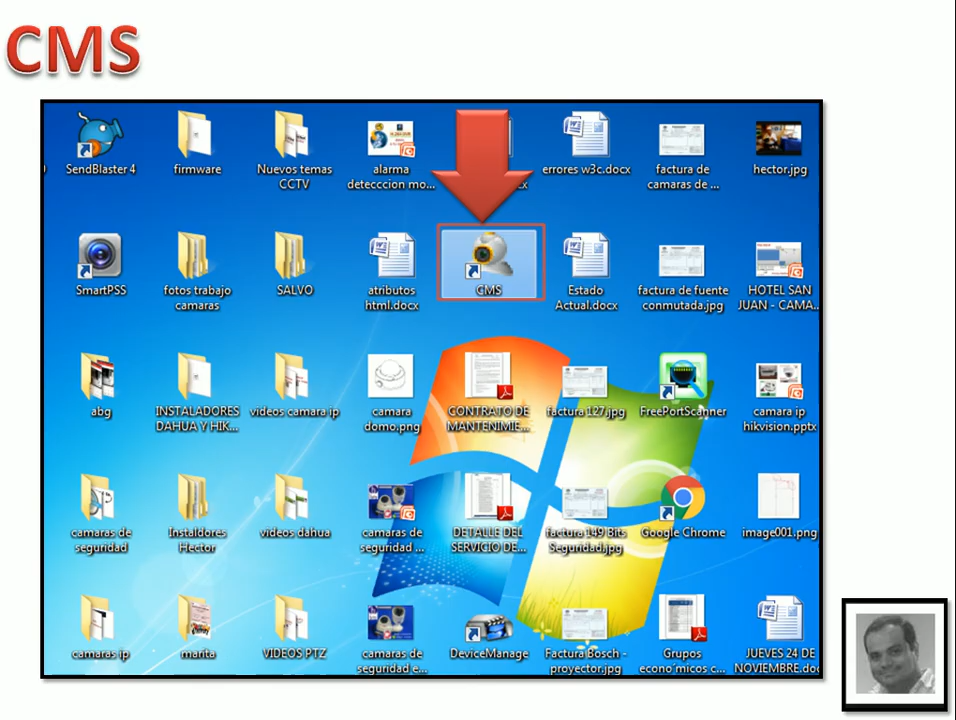 CMS
SendBlaster 4
firmware
Nuevos temas
CCTV
alarma
detecccion mo...
errores w3c.docx
factura de
camaras de ...
hector.jpg
SmartPSS
fotos trabajo
camaras
SALVO
atributos
html.docx
CMS
Estado
Actual.docx
factura de fuente
conmutada.jpg
HOTEL SAN
JUAN - CAMA...
abg
INSTALADORES
DAHUA Y HIK...
videos camara ip
camara
domo.png
CONTRATO DE
MANTENIMIE...
factura 127.jpg
FreePortScanner
camara ip
hikvision.pptx
camaras de
seguridad
Instaldores
Hector
videos dahua
camaras de
seguridad ...
DETALLE DEL
SERVICIO DE...
factura 149 Bits
Seguridad.jpg
Google Chrome
image001.png
camaras ip
marita
VIDEOS PTZ
camaras de
seguridad e...
DeviceManage
Factura Bosch -
proyector.jpg
Grupos
econo´micos c...
JUEVES 24 DE
NOVIEMBRE.doc